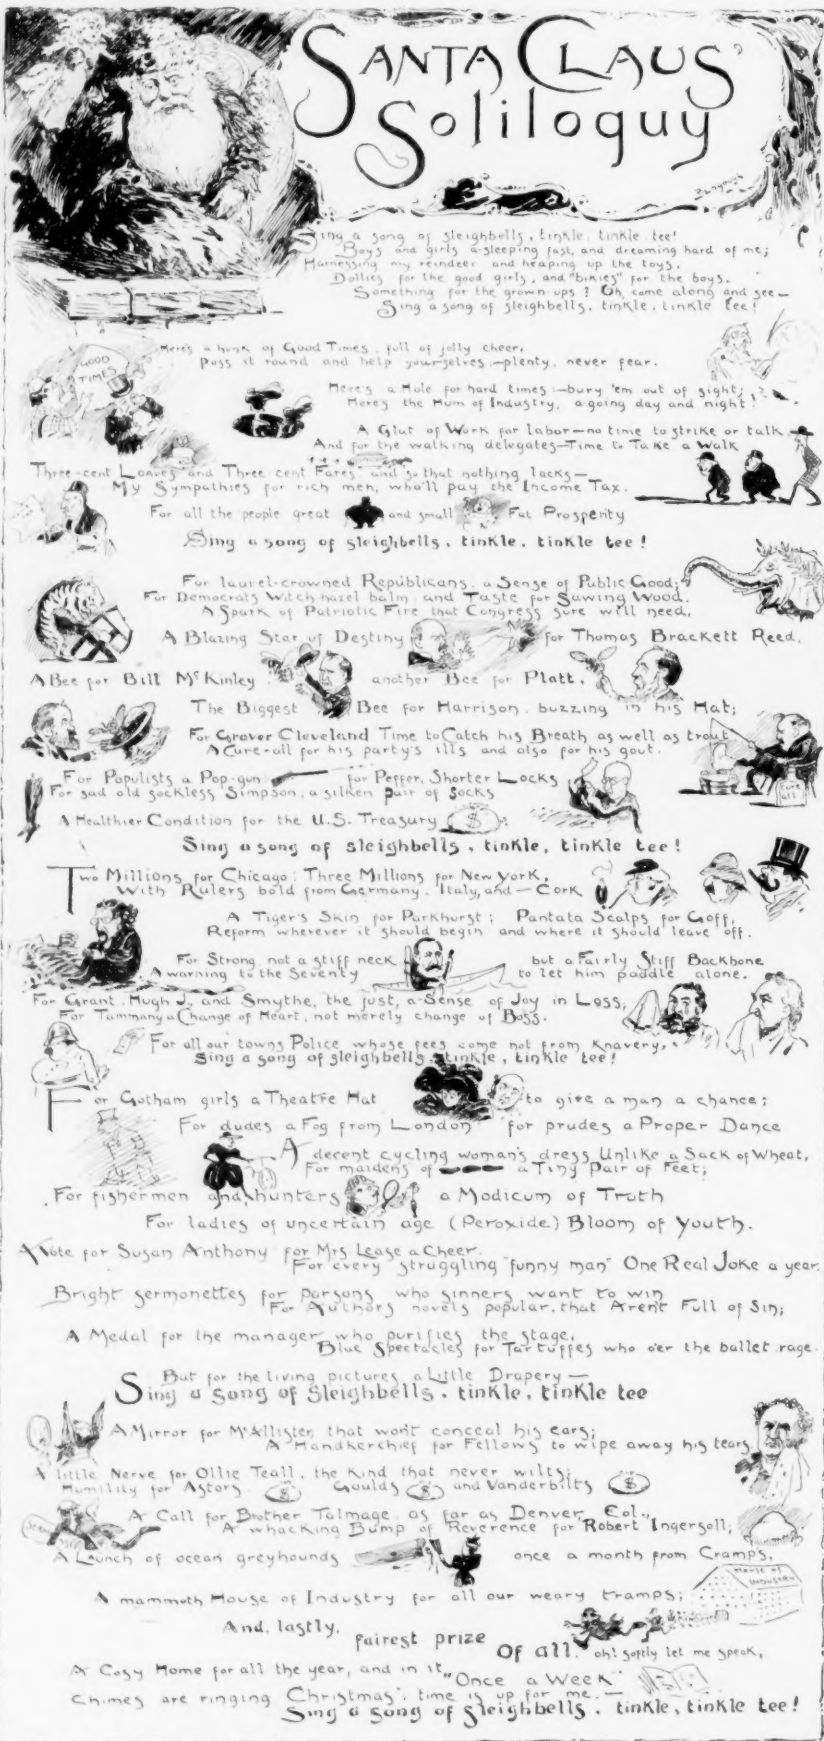 SANTA CLAUS'
Soliloquy
Sing a song of sleighbells, tinkle, tinkle tee!
Boys and girls a-sleeping fast, and dreaming hard of me;
Harnessing my reindeer and heaping up the toys,
Dollies for the good girls, and "bikies" for the boys.
Something for the grown ups? Oh, come along and see—
Sing a song of sleighbells, tinkle, tinkle tee!
Here's a hunk of Good Times, full of jolly cheer,
GOOD
TIMES
Pass it round and help yourselves—plenty, never fear.
Here's a Hole for hard times—bury 'em out of sight;
Here's the Hum of Industry, a-going day and night!
A Glut of Work for labor—no time to strike or talk
And for the walking delegates—Time to Take a Walk
Three-cent Loaves and Three cent Fares, and so that nothing lacks—
My Sympathies for rich men, who'll pay the Income Tax.
For all the people great and small Fat Prosperity
Sing a song of sleighbells, tinkle, tinkle tee!
For laurel-crowned Republicans, a Sense of Public Good;
For Democrats Witch-hazel balm and Taste for Sawing Wood.
A Spark of Patriotic Fire that Congress sure will need,
A Blazing Star of Destiny for Thomas Brackett Reed,
A Bee for Bill McKinley another Bee for Platt,
The Biggest Bee for Harrison, buzzing in his Hat;
For Grover Cleveland Time to Catch his Breath as well as trout
A Cure-all for his party's ills and also for his gout.
Cure
all
For Populists a Pop-gun for Peffer, Shorter Locks
For sad old sockless Simpson, a silken pair of socks
A Healthier Condition for the U.S. Treasury $;
Sing a song of sleighbells, tinkle, tinkle tee!
Two Millions for Chicago; Three Millions for New York,
With Rulers bold from Germany, Italy, and—Cork
A Tiger's Skin for Parkhurst; Pantata Scalps for Goff,
Reform wherever it should begin and where it should leave off.
For Strong, not a stiff neck but a Fairly Stiff Backbone
A warning to the Seventy to let him paddle alone.
For Grant, Hugh J., and Smythe, the just, a Sense of Joy in Loss,
For Tammany a Change of Heart, not merely change of Boss.
For all our towns Police whose fees come not from Knavery,
Sing a song of sleighbells, tinkle, tinkle tee!
For Gotham girls a Theatre Hat to give a man a chance;
For dudes a Fog from London for prudes a Proper Dance
A decent cycling woman's dress Unlike a Sack of Wheat,
For maidens of a Tiny Pair of Feet;
For fishermen and hunters a Modicum of Truth
For ladies of uncertain age (Peroxide) Bloom of Youth.
A Vote for Susan Anthony for Mrs Lease a Cheer.
For every struggling "funny man" One Real Joke a year.
Bright sermonettes for parsons who sinners want to win
For Authors novels popular, that Aren't Full of Sin;
A Medal for the manager who purifies the stage,
Blue Spectacles for Tartuffes who o'er the ballet rage.
But for the living pictures a Little Drapery—
Sing a song of sleighbells, tinkle, tinkle tee
A Mirror for McAllister, that won't conceal his ears;
A Handkerchief for Fellows to wipe away his tears
A little Nerve for Ollie Teall, the kind that never wilts;
Humility for Astors $ Goulds $ and Vanderbilts $
A Call for Brother Talmage as far as Denver, Col.,
A whacking Bump of Reverence for Robert Ingersoll;
A Launch of ocean greyhounds once a month from Cramps,
House of
Industry
A mammoth House of Industry for all our weary tramps;
And, lastly, fairest prize of all, oh! softly let me speak,
A Cosy Home for all the year, and in it "Once a Week"
Chimes are ringing Christmas; time is up for me,—
Sing a song of sleighbells, tinkle, tinkle tee!